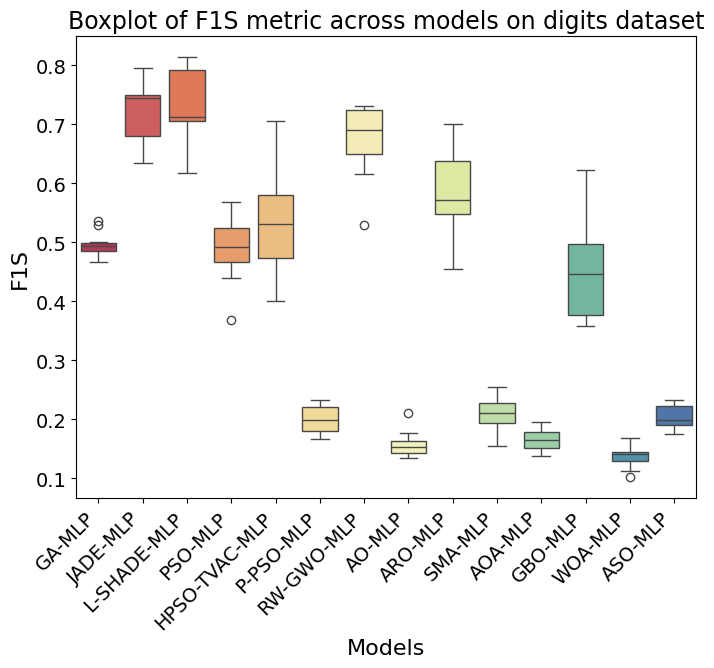 Boxplot of F1S metric across models on digits dataset
F1S
0.8
0.7
0.6
0.5
0.4
0.3
0.2
0.1
GA-MLP
JADE-MLP
L-SHADE-MLP
PSO-MLP
HPSO-TVAC-MLP
P-PSO-MLP
RW-GWO-MLP
AO-MLP
ARO-MLP
SMA-MLP
AOA-MLP
GBO-MLP
WOA-MLP
ASO-MLP
Models